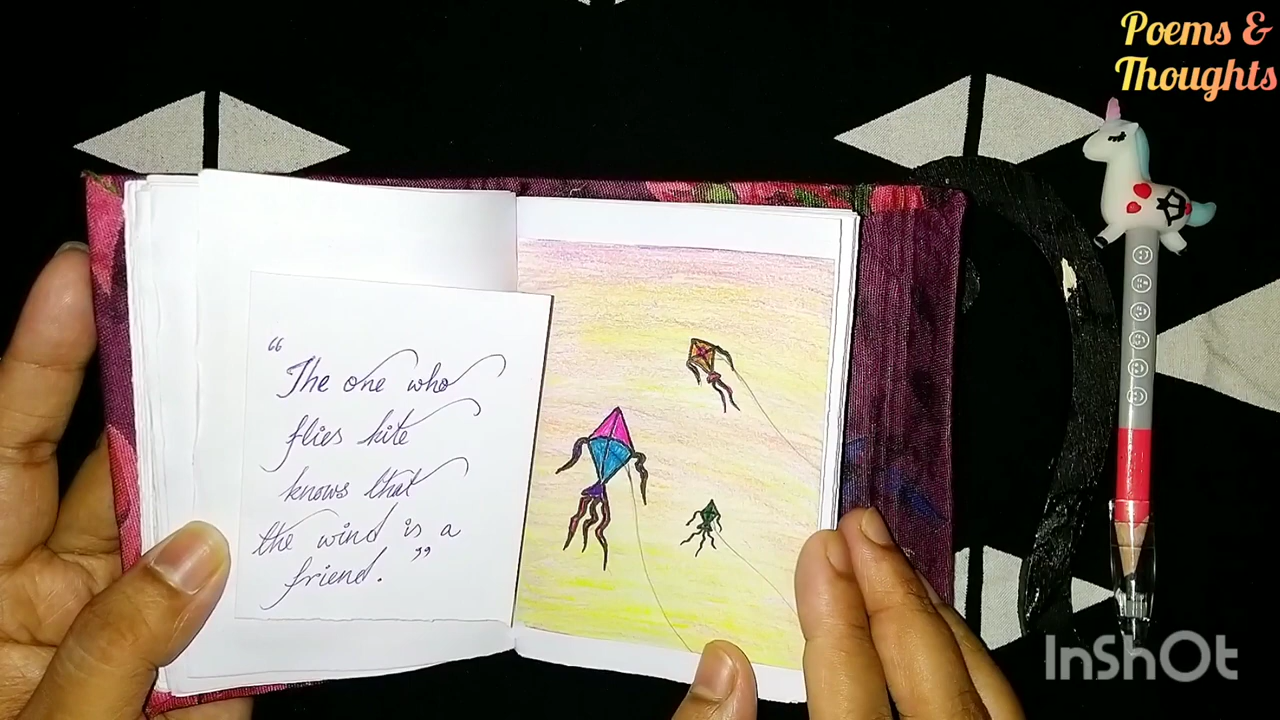 Poems &
Thoughts
“
The one who
flies kite
knows that
the wind is a
friend. ”
InShOt